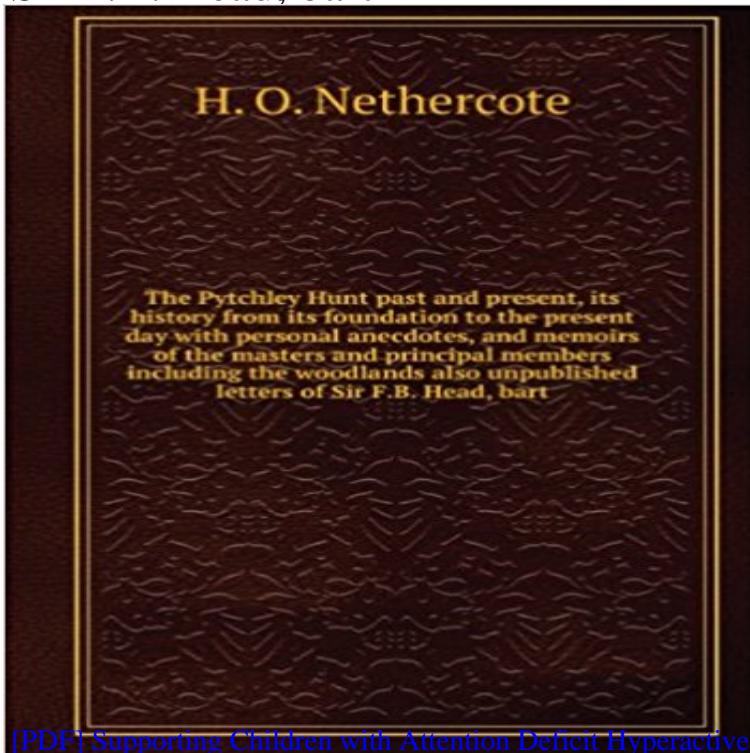 H. O. Nethercote
The Pytchley Hunt past and present, its
history from its foundation to the present
day with personal anecdotes, and memoirs
of the masters and principal members
including the woodlands also unpublished
letters of Sir F.B. Head, bart
[PDF] Supporting Children with Attention Deficit Hyperactive